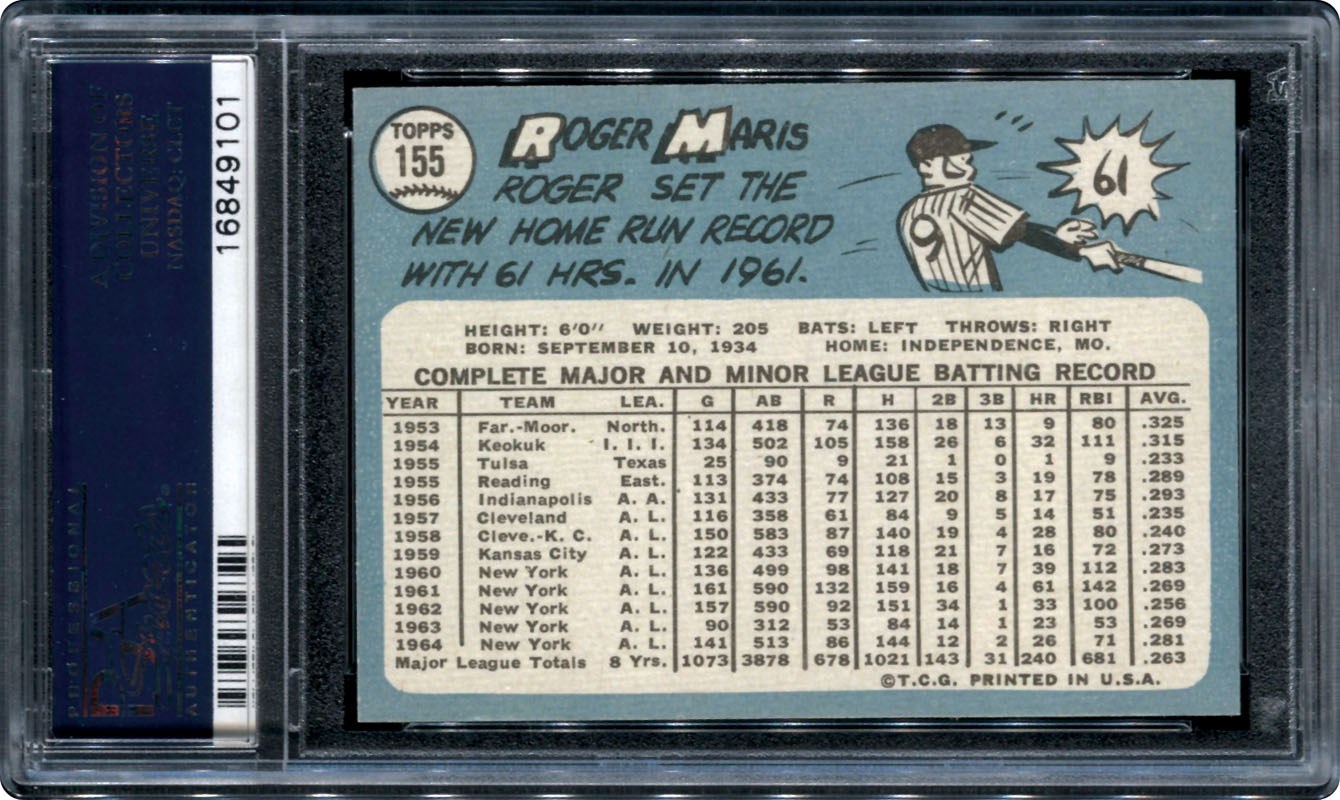 A DIVISION OF
COLLECTORS
UNIVERSE
NASDAQ: CLCT
PROFESSIONAL
PSA
AUTHENTICATOR
16849101
TOPPS
155
ROGER MARIS
ROGER SET THE
NEW HOME RUN RECORD
WITH 61 HRS. IN 1961.
9
61
HEIGHT: 6'0" WEIGHT: 205 BATS: LEFT THROWS: RIGHT
BORN: SEPTEMBER 10, 1934 HOME: INDEPENDENCE, MO.
COMPLETE MAJOR AND MINOR LEAGUE BATTING RECORD
YEAR TEAM LEA. G AB R H 2B 3B HR RBI AVG.
1953 Far.-Moor. North. 114 418 74 136 18 13 9 80 .325
1954 Keokuk I. I. I. 134 502 105 158 26 6 32 111 .315
1955 Tulsa Texas 25 90 9 21 1 0 1 9 .233
1955 Reading East. 113 374 74 108 15 3 19 78 .289
1956 Indianapolis A. A. 131 433 77 127 20 8 17 75 .293
1957 Cleveland A. L. 116 358 61 84 9 5 14 51 .235
1958 Cleve.-K. C. A. L. 150 583 87 140 19 4 28 80 .240
1959 Kansas City A. L. 122 433 69 118 21 7 16 72 .273
1960 New York A. L. 136 499 98 141 18 7 39 112 .283
1961 New York A. L. 161 590 132 159 16 4 61 142 .269
1962 New York A. L. 157 590 92 151 34 1 33 100 .256
1963 New York A. L. 90 312 53 84 14 1 23 53 .269
1964 New York A. L. 141 513 86 144 12 2 26 71 .281
Major League Totals 8 Yrs. 1073 3878 678 1021 143 31 240 681 .263
©T.C.G. PRINTED IN U.S.A.